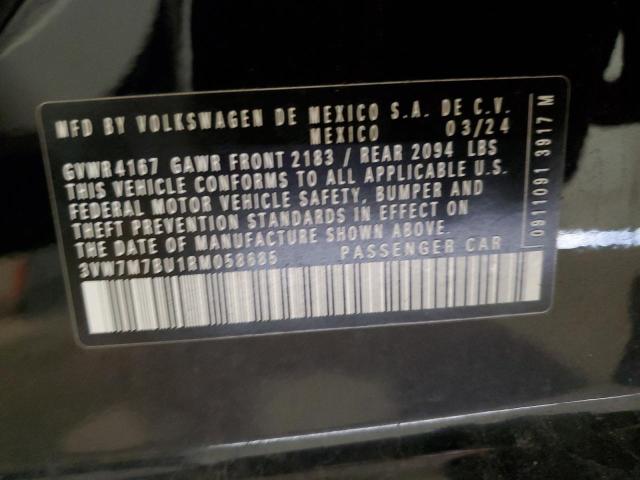 MFD BY VOLKSWAGEN DE MEXICO S.A. DE C.V.
MEXICO 03/24
GVWR4167 GAWR FRONT 2183 / REAR 2094 LBS
THIS VEHICLE CONFORMS TO ALL APPLICABLE U.S.
FEDERAL MOTOR VEHICLE SAFETY, BUMPER AND
THEFT PREVENTION STANDARDS IN EFFECT ON
THE DATE OF MANUFACTURE SHOWN ABOVE.
3VW7M7BU1RM058685 PASSENGER CAR
0911091 3917 M